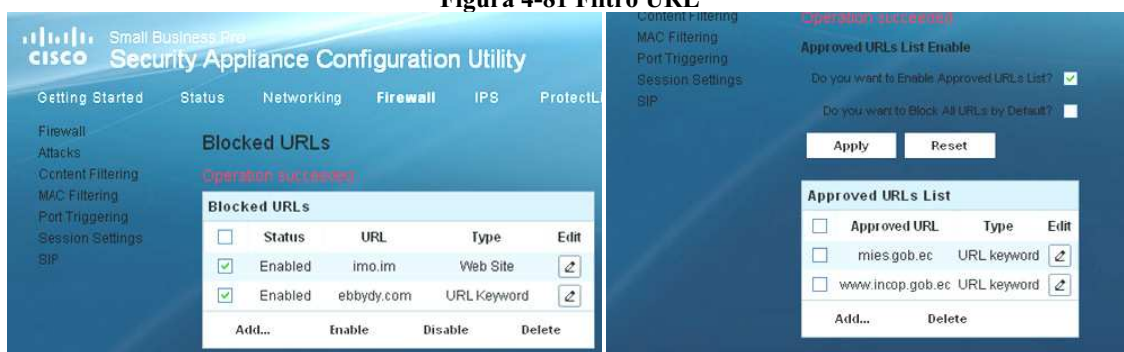 Figura 4-81 Filtro URL
Small Business Pro
CISCO Security Appliance Configuration Utility
Getting Started Status Networking Firewall IPS ProtectLi
Firewall
Attacks
Content Filtering
MAC Filtering
Port Triggering
Session Settings
SIP
Blocked URLs
Operation succeeded.
Blocked URLs
Status URL Type Edit
Enabled imo.im Web Site
Enabled ebbydy.com URL Keyword
Add... Enable Disable Delete
Content Filtering
MAC Filtering
Port Triggering
Session Settings
SIP
Operation succeeded.
Approved URLs List Enable
Do you want to Enable Approved URLs List?
Do you want to Block All URLs by Default?
Apply Reset
Approved URLs List
Approved URL Type Edit
mies.gob.ec URL keyword
www.incop.gob.ec URL keyword
Add... Delete